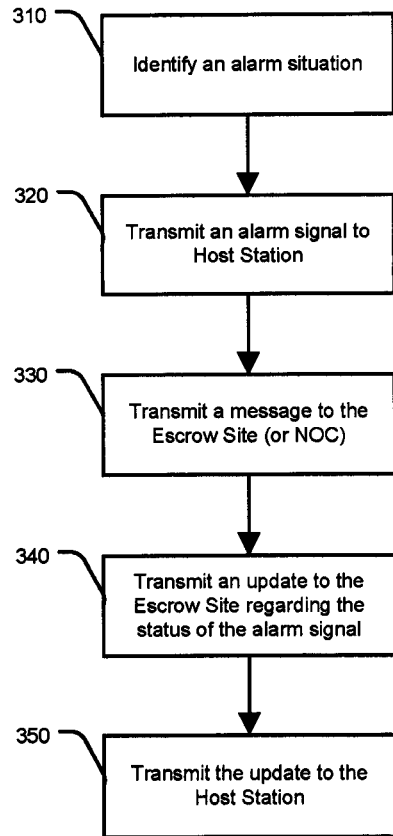 310
Identify an alarm situation
320
Transmit an alarm signal to
Host Station
330
Transmit a message to the
Escrow Site (or NOC)
340
Transmit an update to the
Escrow Site regarding the
status of the alarm signal
350
Transmit the update to the
Host Station